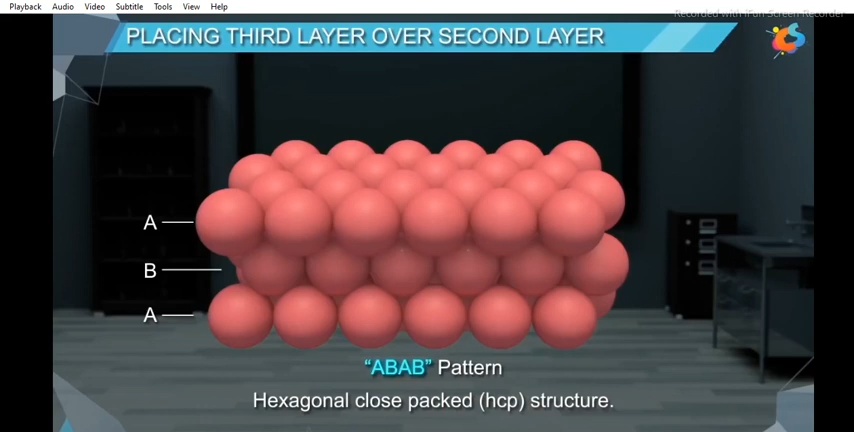 Playback Audio Video Subtitle Tools View Help
Recorded with iFun Screen Recorder
PLACING THIRD LAYER OVER SECOND LAYER
A
B
A
“ABAB” Pattern
Hexagonal close packed (hcp) structure.